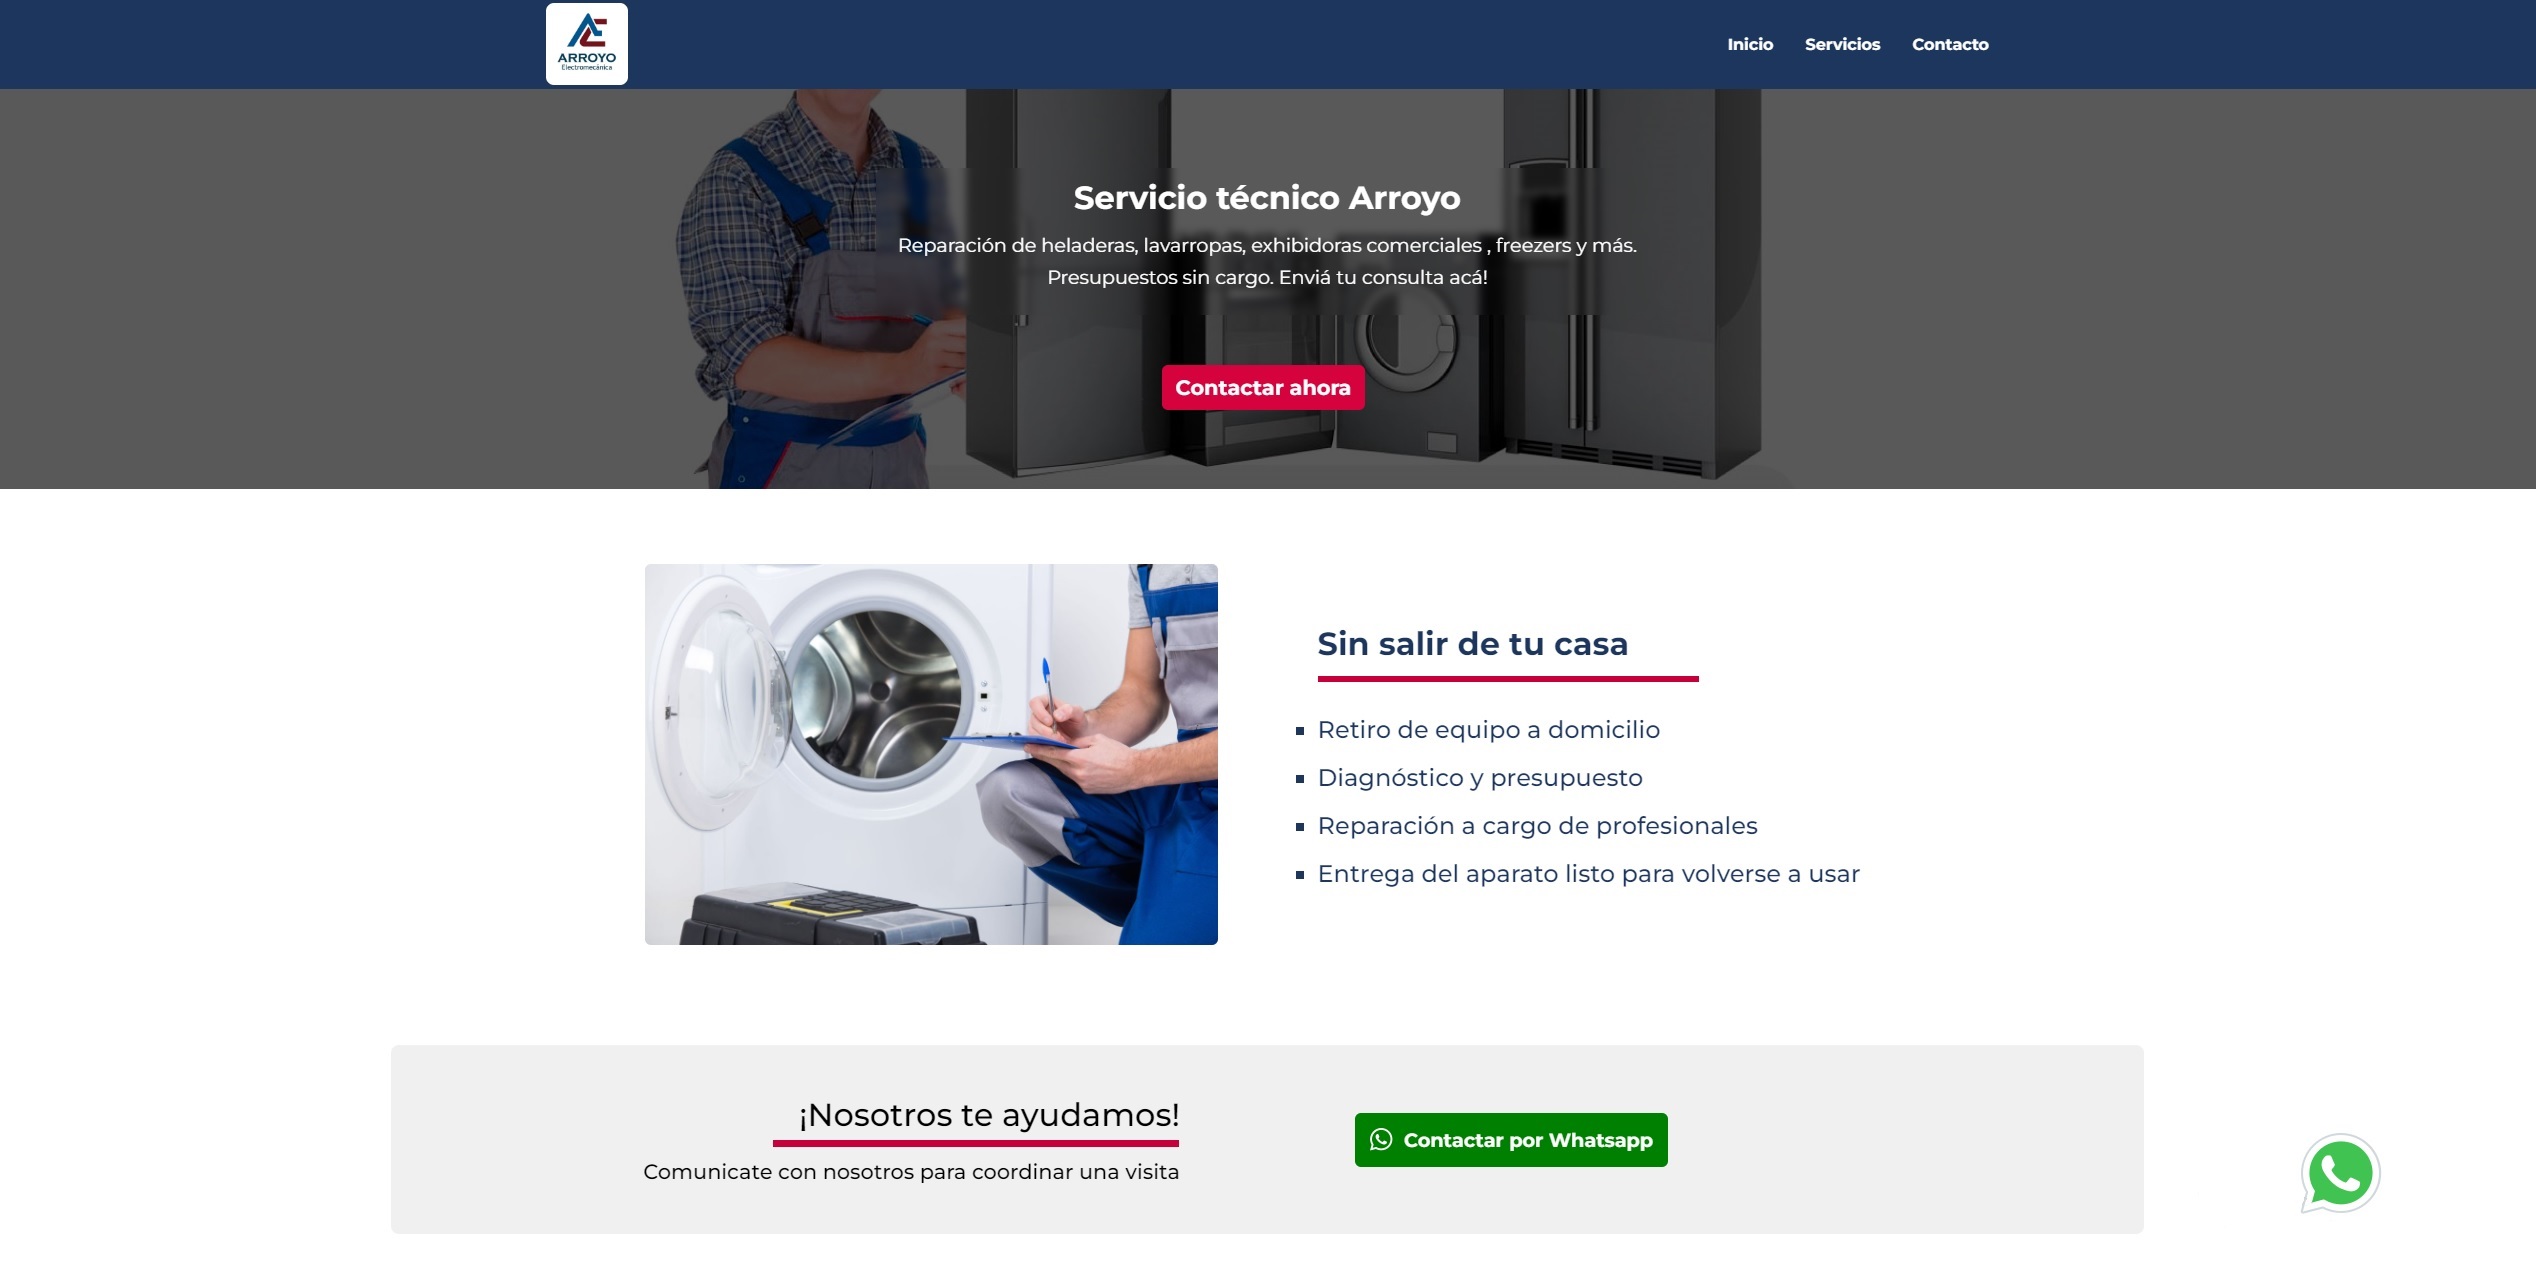 ARROYO
Electromecánica
Inicio
Servicios
Contacto
Servicio técnico Arroyo
Reparación de heladeras, lavarropas, exhibidoras comerciales , freezers y más.
Presupuestos sin cargo. Enviá tu consulta acá!
Contactar ahora
Sin salir de tu casa
Retiro de equipo a domicilio
Diagnóstico y presupuesto
Reparación a cargo de profesionales
Entrega del aparato listo para volverse a usar
¡Nosotros te ayudamos!
Comunicate con nosotros para coordinar una visita
Contactar por Whatsapp